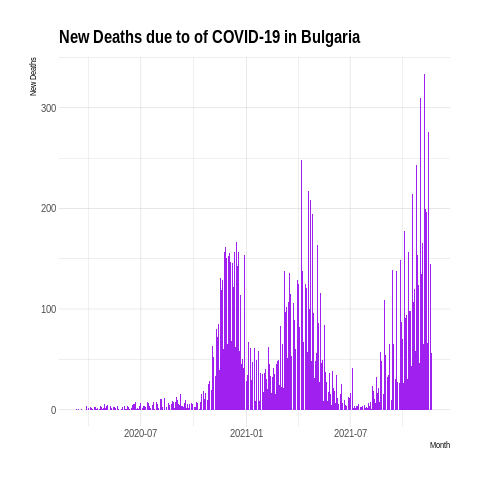 New Deaths due to of COVID-19 in Bulgaria
New Deaths
300
200
100
0
2020-07
2021-01
2021-07
Month